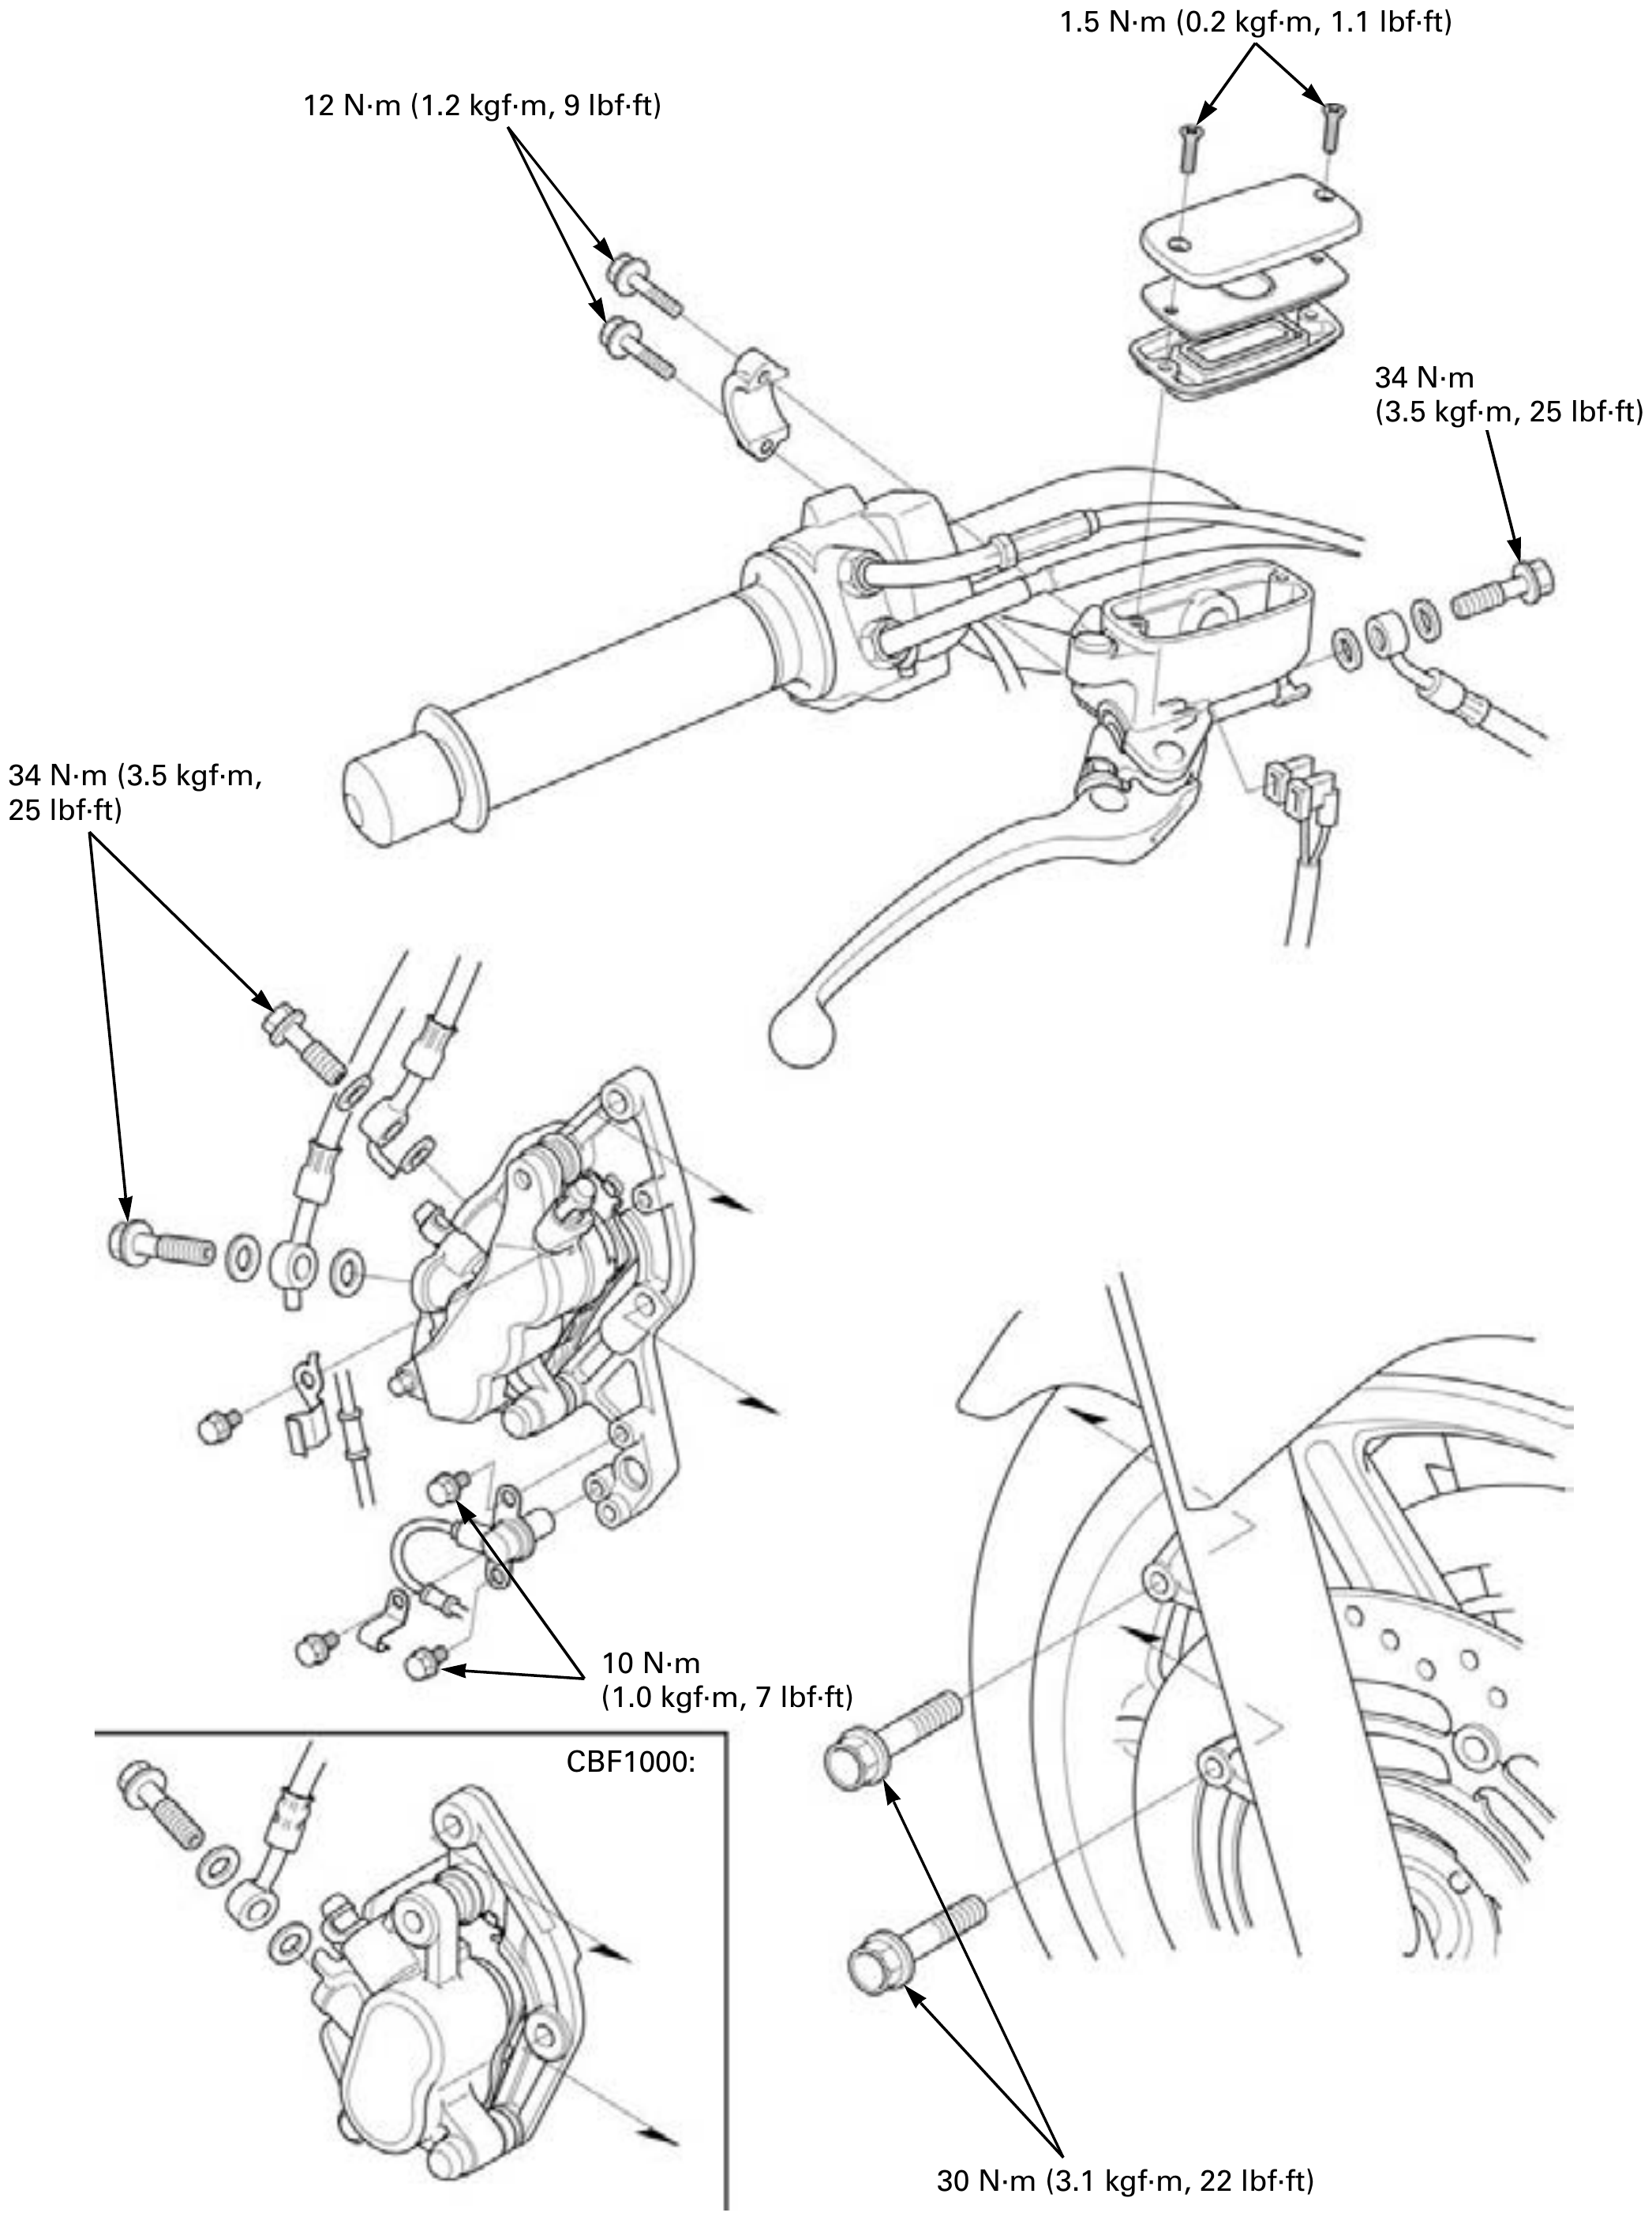 1.5 N·m (0.2 kgf·m, 1.1 lbf·ft)
12 N·m (1.2 kgf·m, 9 lbf·ft)
34 N·m
(3.5 kgf·m, 25 lbf·ft)
34 N·m (3.5 kgf·m,
25 lbf·ft)
10 N·m
(1.0 kgf·m, 7 lbf·ft)
CBF1000:
30 N·m (3.1 kgf·m, 22 lbf·ft)